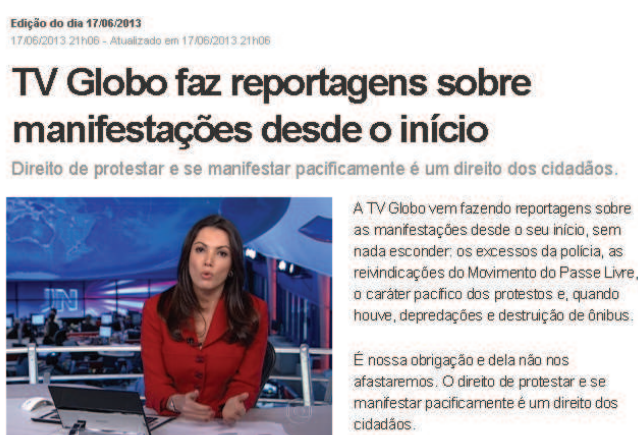 Edição do dia 17/06/2013
17/06/2013 21h06 - Atualizado em 17/06/2013 21h06
TV Globo faz reportagens sobre
manifestações desde o início
Direito de protestar e se manifestar pacificamente é um direito dos cidadãos.
A TV Globo vem fazendo reportagens sobre
as manifestações desde o seu início, sem
nada esconder: os excessos da polícia, as
reivindicações do Movimento do Passe Livre,
o caráter pacífico dos protestos e, quando
houve, depredações e destruição de ônibus.
É nossa obrigação e dela não nos
afastaremos. O direito de protestar e se
manifestar pacificamente é um direito dos
cidadãos.
JN